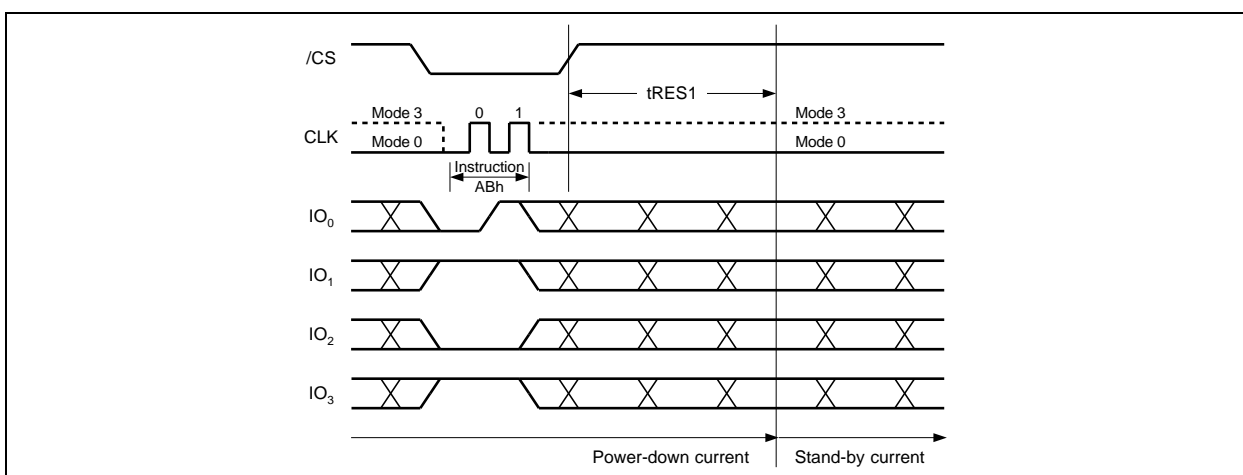 /CS
tRES1
Mode 3 0 1 Mode 3
CLK
Mode 0 Mode 0
Instruction
ABh
IO0
IO1
IO2
IO3
Power-down current Stand-by current